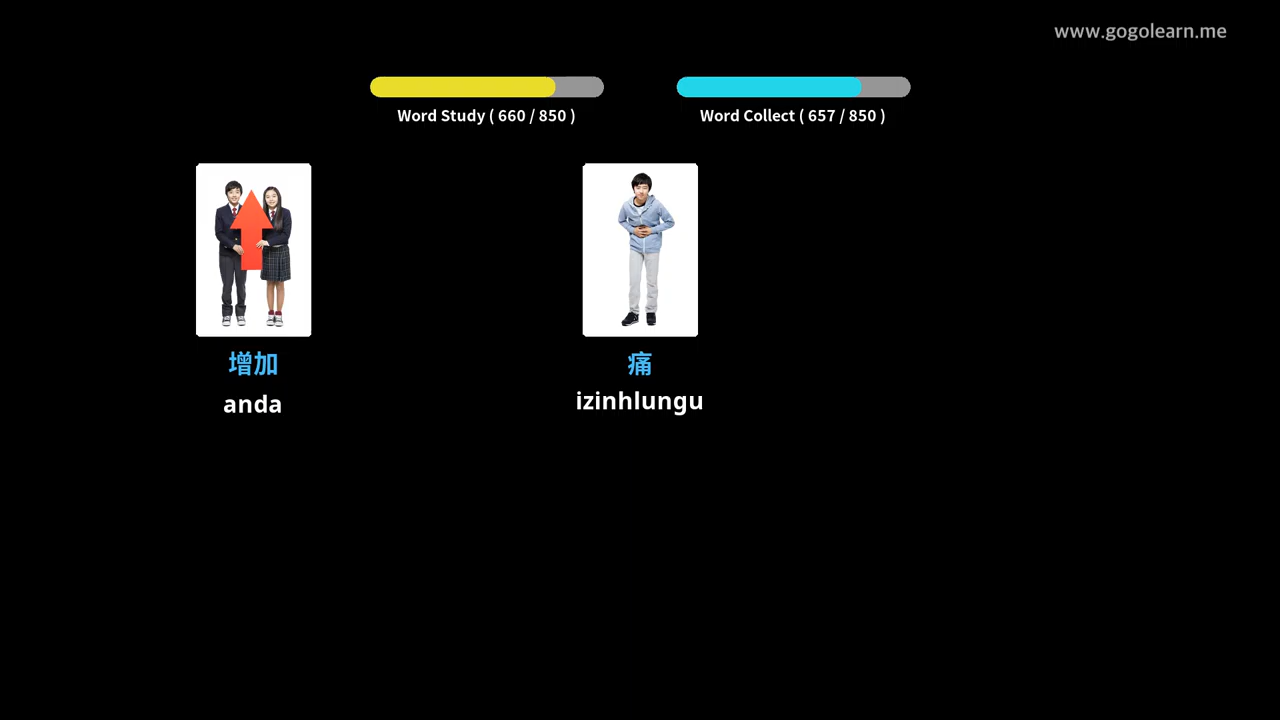 www.gogolearn.me
Word Study ( 660 / 850 )
Word Collect ( 657 / 850 )
增加
anda
痛
izinhlungu